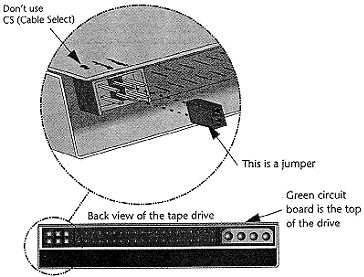 Don't use
CS (Cable Select)
This is a jumper
Green circuit
board is the top
of the drive
Back view of the tape drive